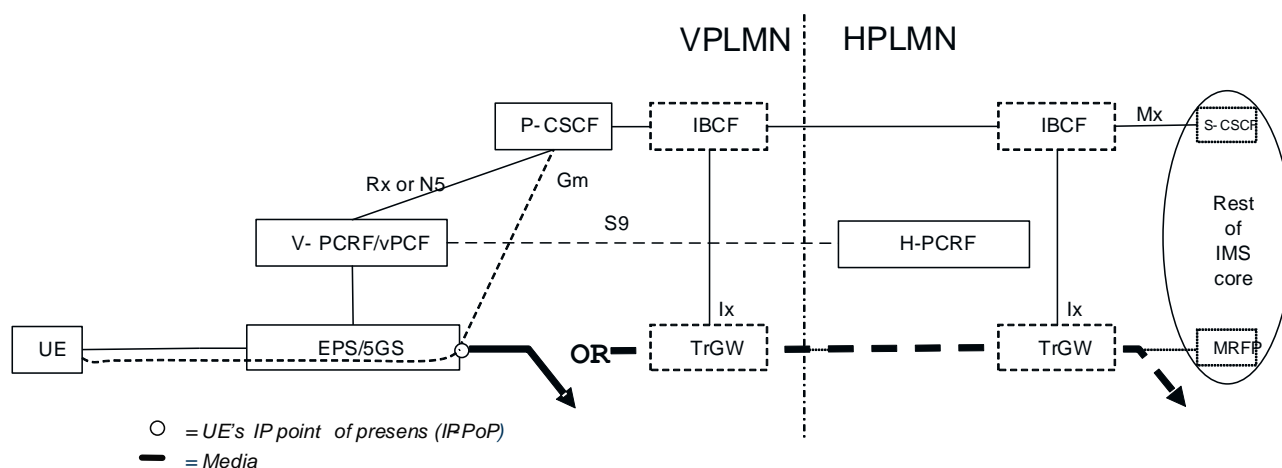 VPLMN
HPLMN
P- CSCF
IBCF
IBCF
Mx
S- CSCF
Rx or N5
Gm
V- PCRF/vPCF
S9
H-PCRF
Rest
of
IMS
core
Ix
Ix
UE
EPS/5GS
OR
TrGW
TrGW
MRFP
= UE's IP point of presens (IP-PoP)
= Media